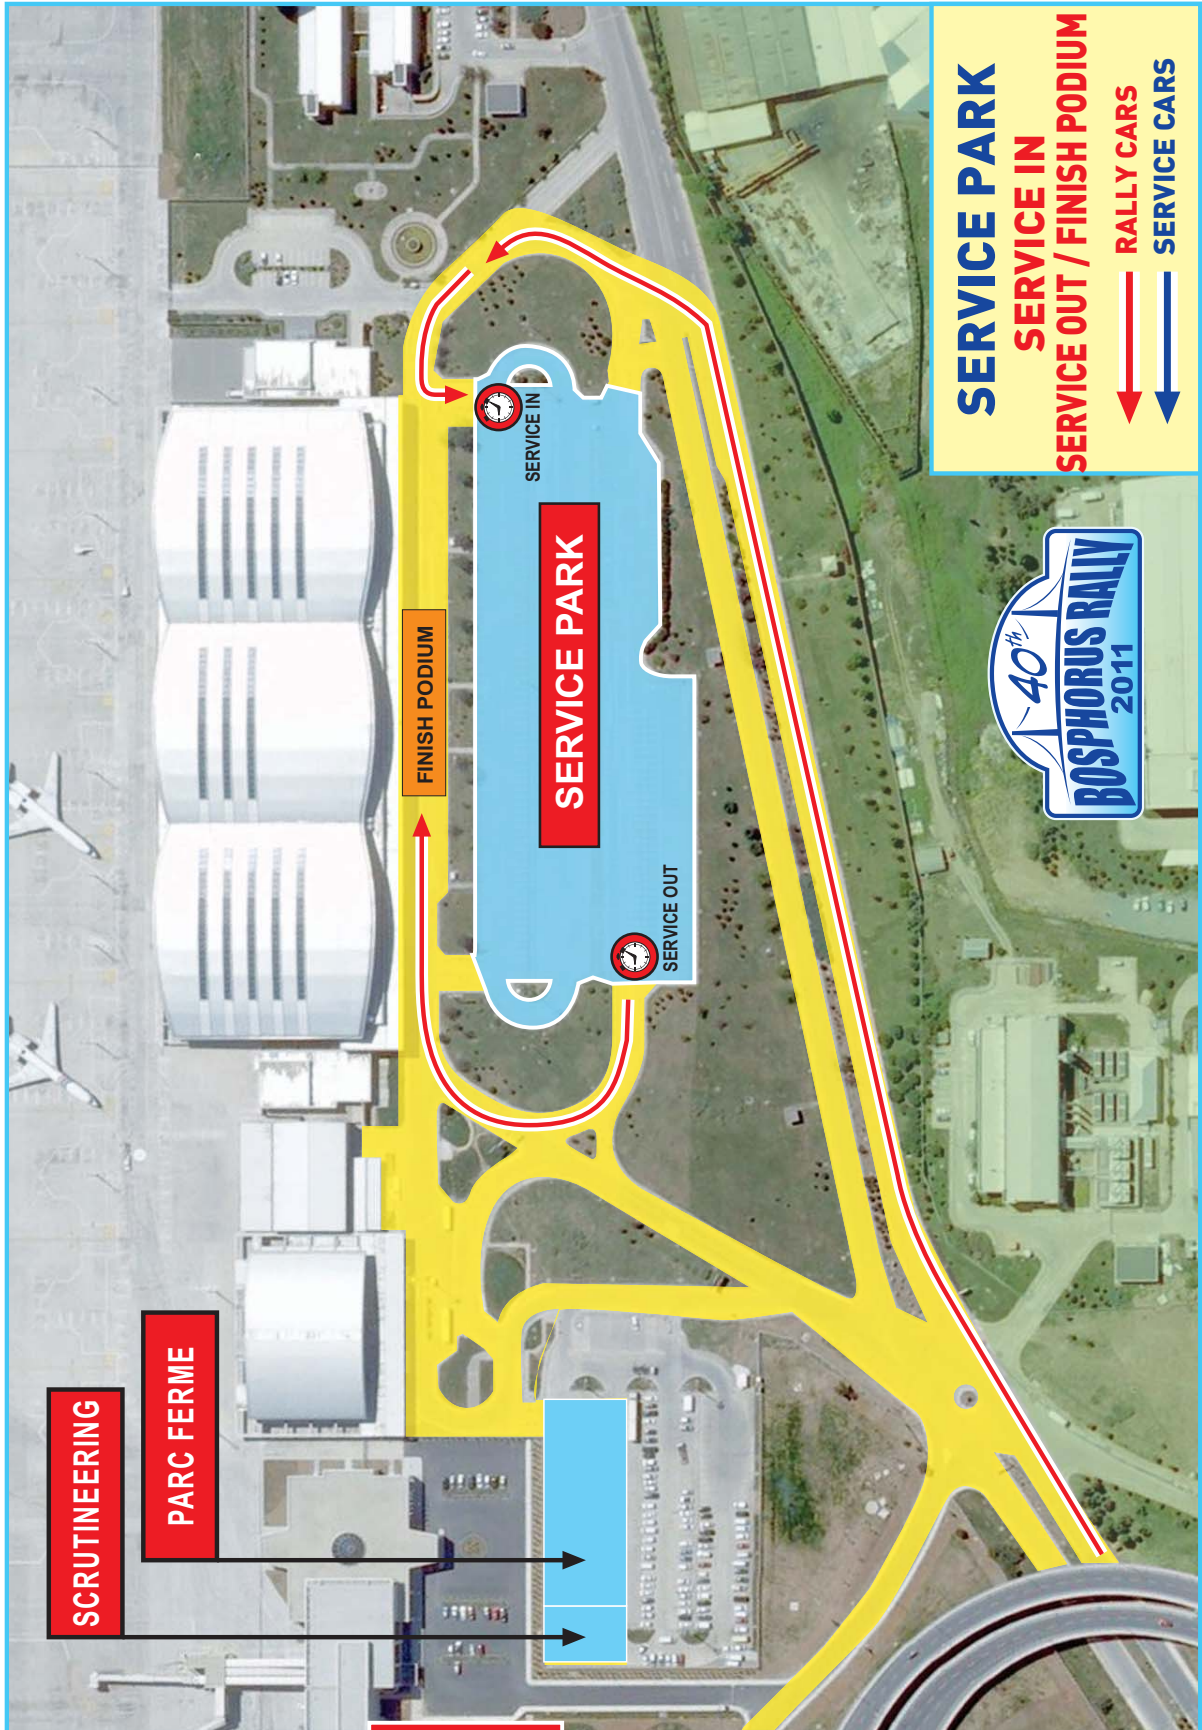 SERVICE PARK
SERVICE IN
SERVICE OUT / FINISH PODIUM
RALLY CARS
SERVICE CARS
SERVICE IN
SERVICE PARK
FINISH PODIUM
SERVICE OUT
40th
BOSPHORUS RALLY
2011
PARC FERME
SCRUTINEERING